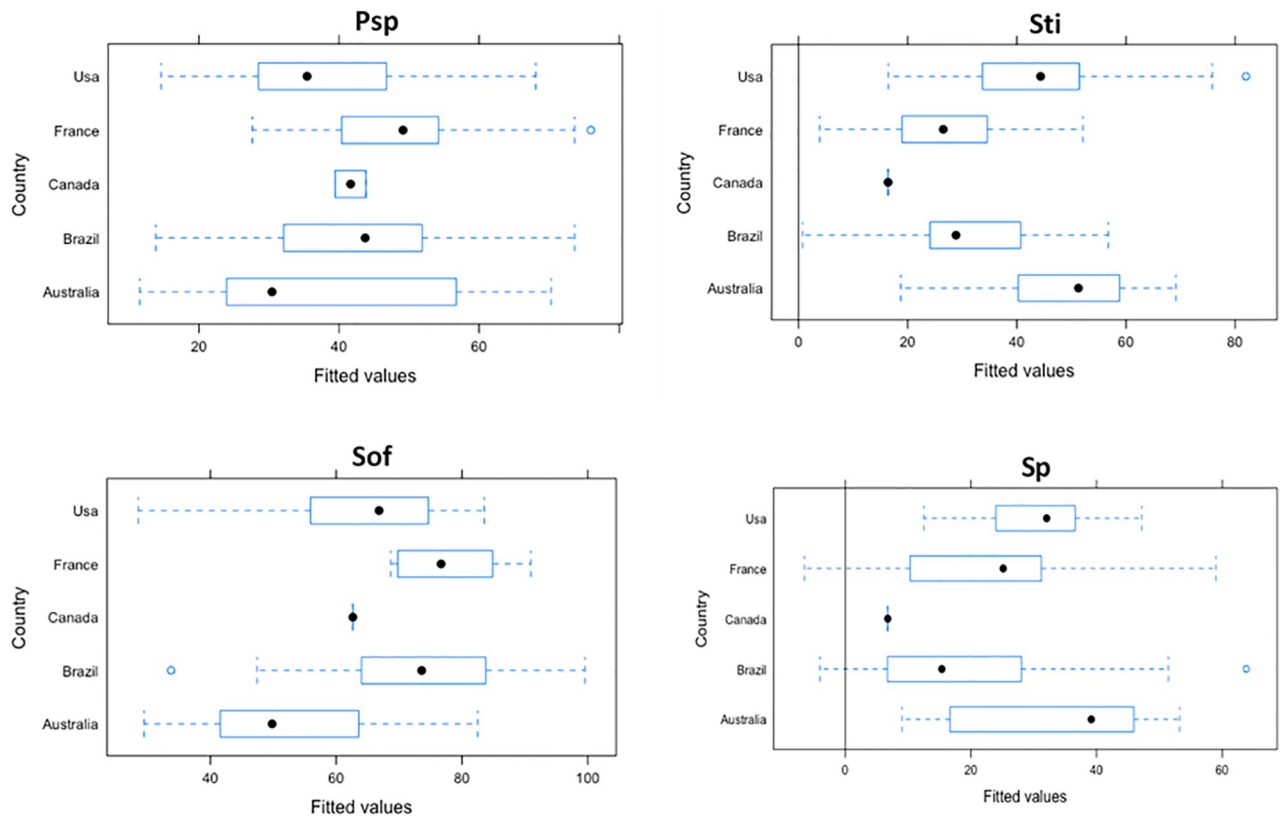 Psp
Country
Usa
France
Canada
Brazil
Australia
20 40 60
Fitted values
Sti
Country
Usa
France
Canada
Brazil
Australia
0 20 40 60 80
Fitted values
Sof
Country
Usa
France
Canada
Brazil
Australia
40 60 80 100
Fitted values
Sp
Country
Usa
France
Canada
Brazil
Australia
0 20 40 60
Fitted values